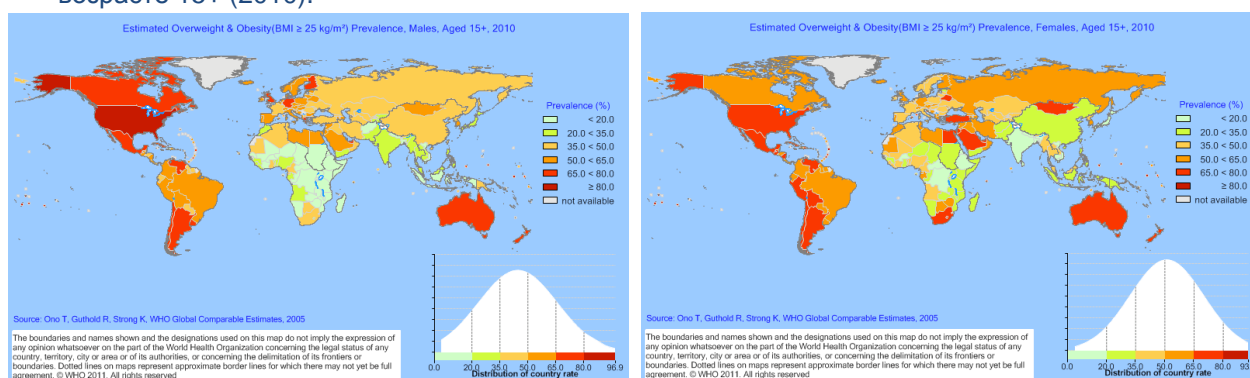 возрасте 15+ (2010).
Estimated Overweight & Obesity(BMI ≥ 25 kg/m²) Prevalence, Males, Aged 15+, 2010
Prevalence (%)
< 20.0
20.0 < 35.0
35.0 < 50.0
50.0 < 65.0
65.0 < 80.0
≥ 80.0
not available
Source: Ono T, Guthold R, Strong K, WHO Global Comparable Estimates, 2005
The boundaries and names shown and the designations used on this map do not imply the expression of
any opinion whatsoever on the part of the World Health Organization concerning the legal status of any
country, territory, city or area or of its authorities, or concerning the delimitation of its frontiers or
boundaries. Dotted lines on maps represent approximate border lines for which there may not yet be full
agreement. © WHO 2011. All rights reserved
0.0 20.0 35.0 50.0 65.0 80.0 96.9
Distribution of country rate
Estimated Overweight & Obesity(BMI ≥ 25 kg/m²) Prevalence, Females, Aged 15+, 2010
Prevalence (%)
< 20.0
20.0 < 35.0
35.0 < 50.0
50.0 < 65.0
65.0 < 80.0
≥ 80.0
not available
Source: Ono T, Guthold R, Strong K, WHO Global Comparable Estimates, 2005
The boundaries and names shown and the designations used on this map do not imply the expression of
any opinion whatsoever on the part of the World Health Organization concerning the legal status of any
country, territory, city or area or of its authorities, or concerning the delimitation of its frontiers or
boundaries. Dotted lines on maps represent approximate border lines for which there may not yet be full
agreement. © WHO 2011. All rights reserved
0.0 20.0 35.0 50.0 65.0 80.0
Distribution of country rate